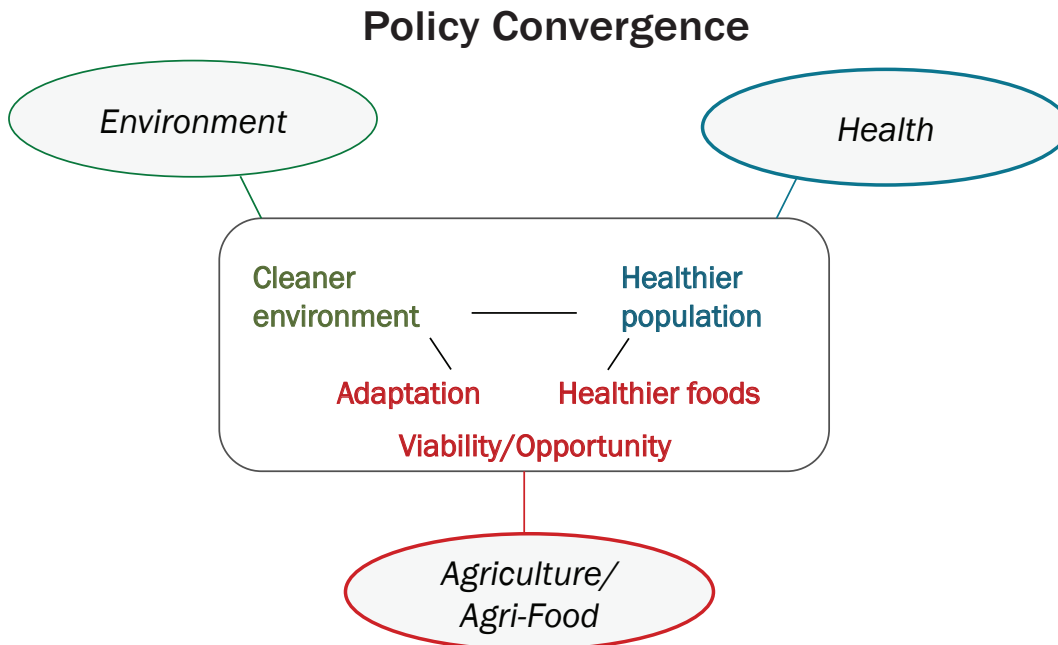 Policy Convergence
Environment
Health
Cleaner
environment
Healthier
population
Adaptation
Healthier foods
Viability/Opportunity
Agriculture/
Agri-Food